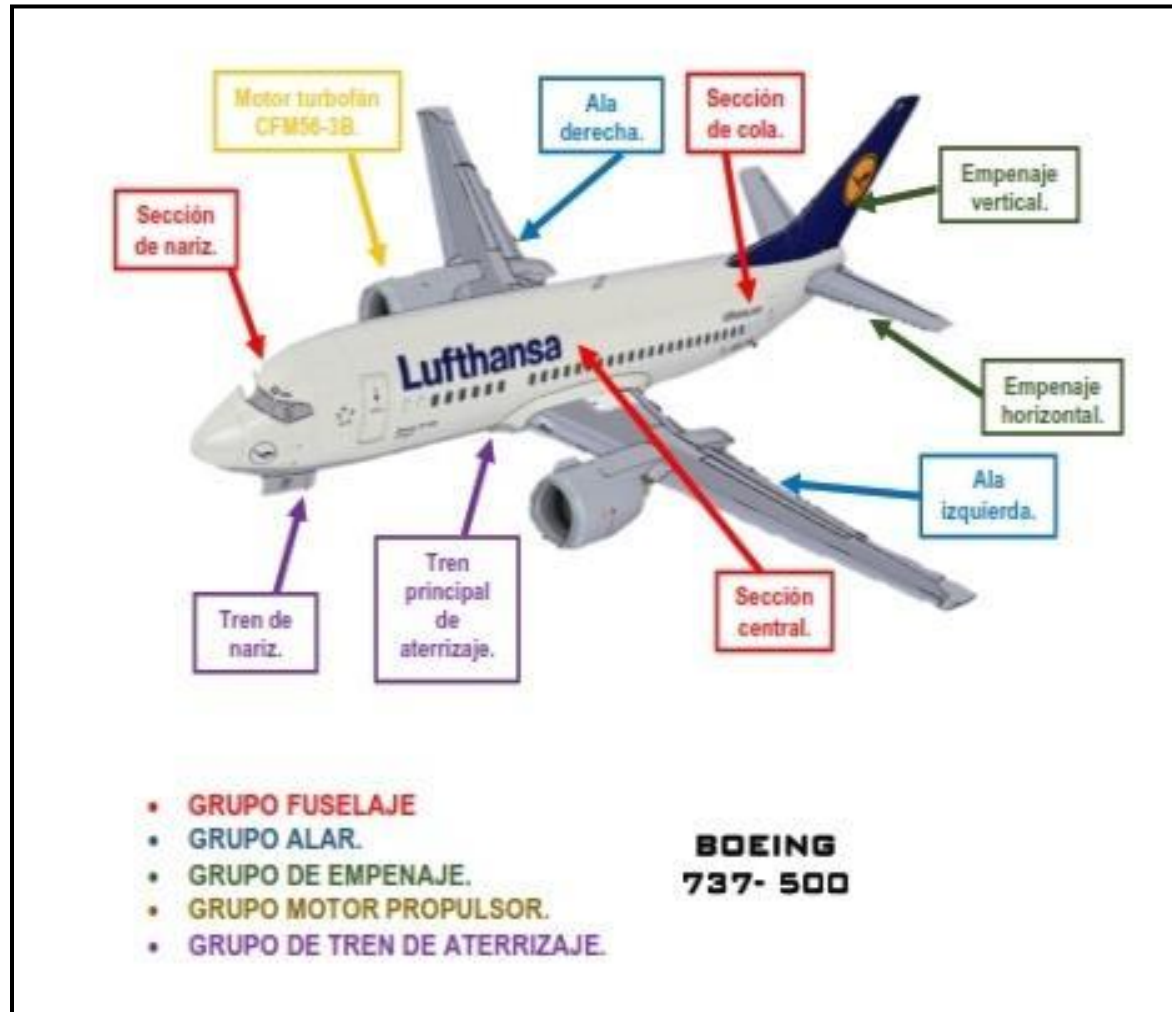 Motor turbofán
CFM56-3B.
Ala
derecha.
Sección
de cola.
Empenaje
vertical.
Sección
de nariz.
Lufthansa
Empenaje
horizontal.
Ala
izquierda.
Tren
principal
de
aterrizaje.
Sección
central.
Tren de
nariz.
• GRUPO FUSELAJE
• GRUPO ALAR.
• GRUPO DE EMPENAJE.
• GRUPO MOTOR PROPULSOR.
• GRUPO DE TREN DE ATERRIZAJE.
BOEING
737- 500